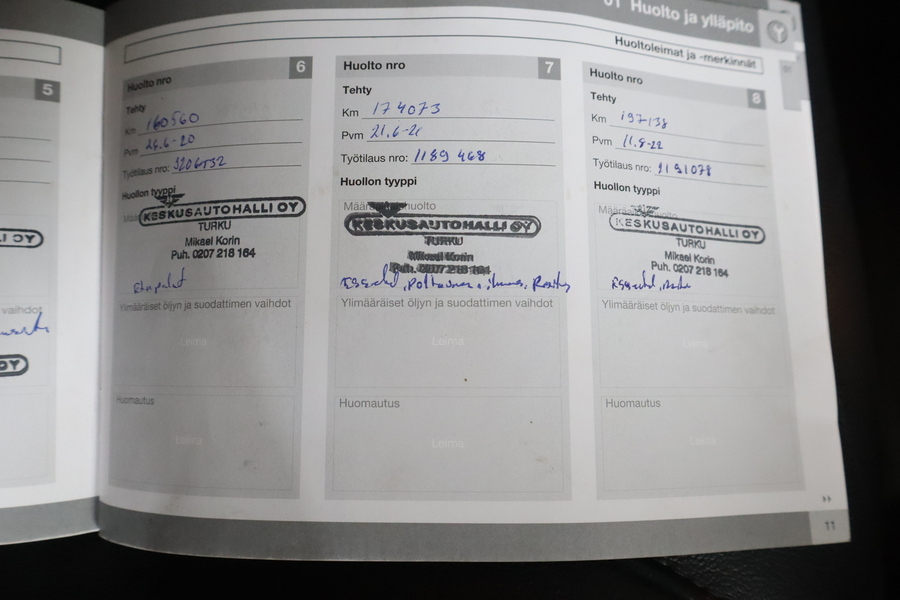 01 Huolto ja ylläpito
Huoltoleimat ja -merkinnät
5
OY
vaihdot
OY
Huolto nro 6
Tehty
Km 160560
Pvm 26.6-20
Työtilaus nro:
Huollon tyyppi
KESKUSAUTOHALLI OY
TURKU
Mikael Korin
Puh. 0207 218 164
Ylimääräiset öljyn ja suodattimen vaihdot
Leima
Huomautus
Leima
Huolto nro 7
Tehty
Km 174073
Pvm 21.6-21
Työtilaus nro: 1189 468
Huollon tyyppi
Määräaikaishuolto
KESKUSAUTOHALLI OY
TURKU
Mikael Korin
Puh. 0207 218 164
Ylimääräiset öljyn ja suodattimen vaihdot
Leima
Huomautus
Leima
Huolto nro 8
Tehty
Km 197138
Pvm 11.8-22
Työtilaus nro: 1191078
Huollon tyyppi
Määräaikaishuolto
KESKUSAUTOHALLI OY
TURKU
Mikael Korin
Puh. 0207 218 164
Ylimääräiset öljyn ja suodattimen vaihdot
Leima
Huomautus
Leima
11